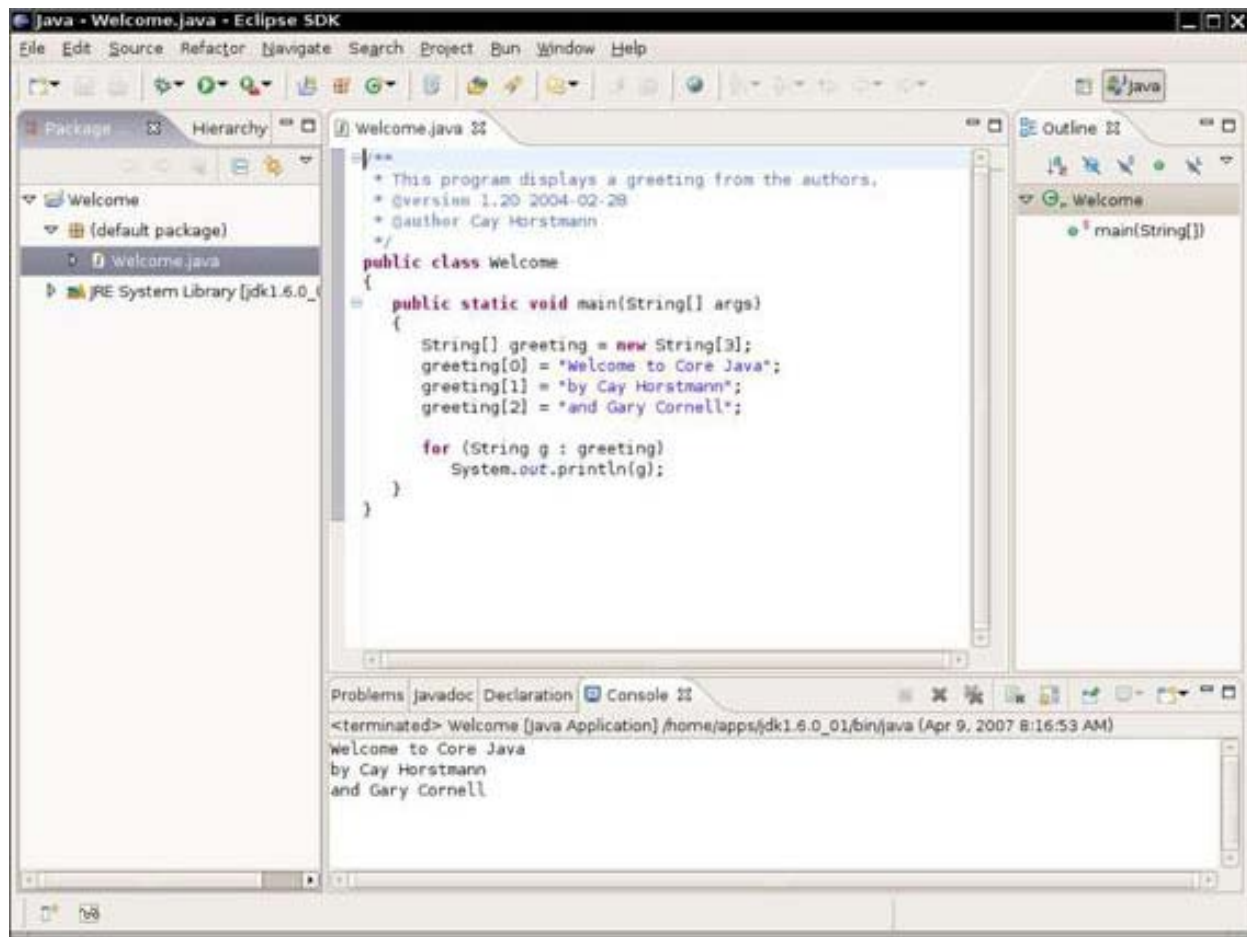 Java - Welcome.java - Eclipse SDK
File Edit Source Refactor Navigate Search Project Run Window Help
Java
Package Hierarchy
Welcome
(default package)
Welcome.java
JRE System Library [jdk1.6.0_
Welcome.java
/**
* This program displays a greeting from the authors.
* @version 1.20 2004-02-28
* @author Cay Horstmann
*/
public class Welcome
{
public static void main(String[] args)
{
String[] greeting = new String[3];
greeting[0] = "Welcome to Core Java";
greeting[1] = "by Cay Horstmann";
greeting[2] = "and Gary Cornell";
for (String g : greeting)
System.out.println(g);
}
}
Outline
Welcome
main(String[])
Problems Javadoc Declaration Console
<terminated> Welcome [Java Application] /home/apps/jdk1.6.0_01/bin/java (Apr 9, 2007 8:16:53 AM)
Welcome to Core Java
by Cay Horstmann
and Gary Cornell